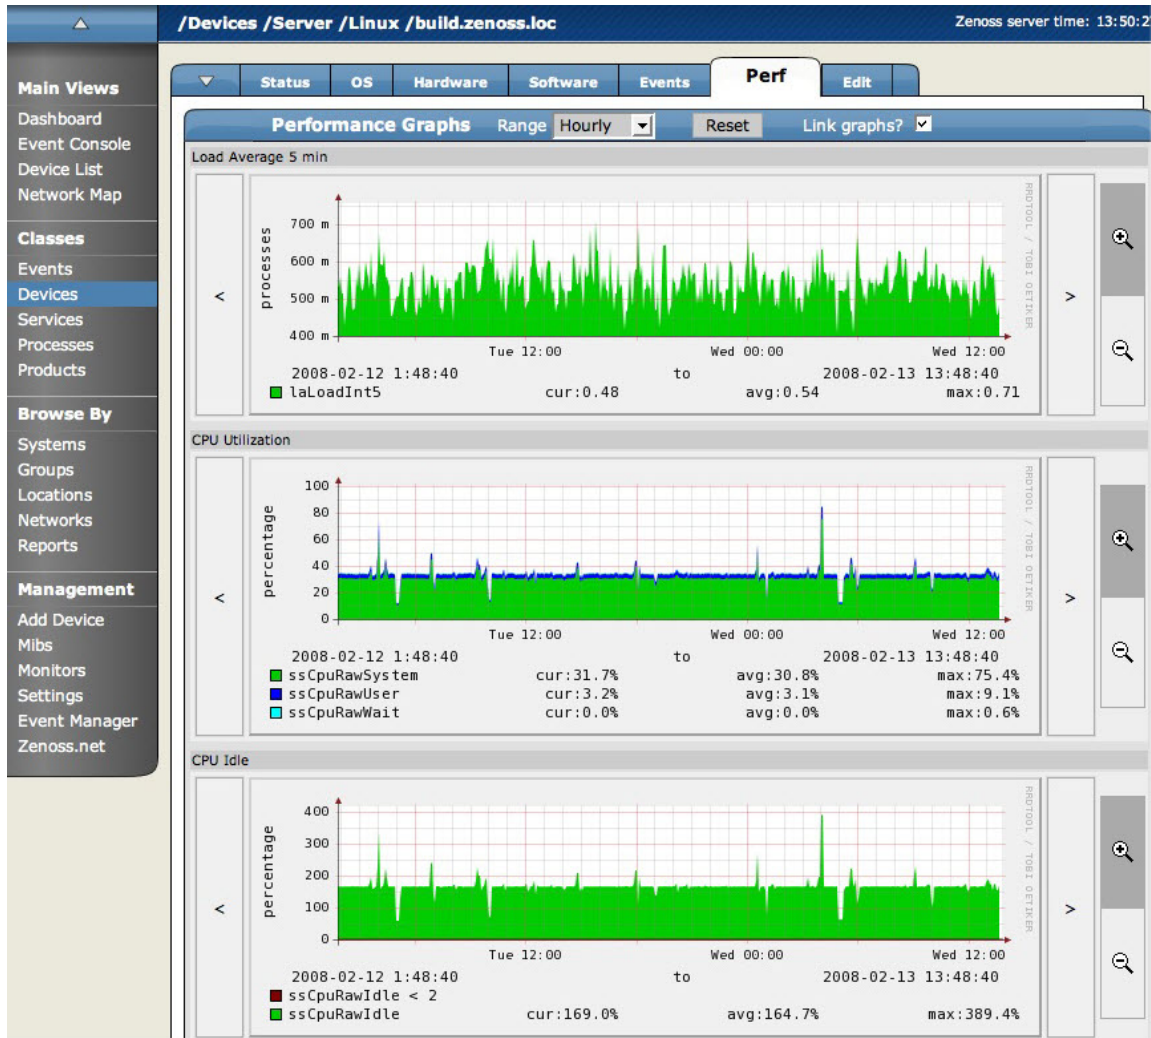 /Devices /Server /Linux /build.zenoss.loc
Zenoss server time: 13:50:2
Main Views
Dashboard
Event Console
Device List
Network Map
Classes
Events
Devices
Services
Processes
Products
Browse By
Systems
Groups
Locations
Networks
Reports
Management
Add Device
Mibs
Monitors
Settings
Event Manager
Zenoss.net
Status OS Hardware Software Events Perf Edit
Performance Graphs Range Hourly Reset Link graphs?
Load Average 5 min
RRDTOOL / TOBI OETIKER
processes
700 m
600 m
500 m
400 m
Tue 12:00 Wed 00:00 Wed 12:00
2008-02-12 1:48:40 to 2008-02-13 13:48:40
laLoadInt5 cur:0.48 avg:0.54 max:0.71
<
>
CPU Utilization
RRDTOOL / TOBI OETIKER
percentage
100
80
60
40
20
0
Tue 12:00 Wed 00:00 Wed 12:00
2008-02-12 1:48:40 to 2008-02-13 13:48:40
ssCpuRawSystem cur:31.7% avg:30.8% max:75.4%
ssCpuRawUser cur:3.2% avg:3.1% max:9.1%
ssCpuRawWait cur:0.0% avg:0.0% max:0.6%
<
>
CPU Idle
RRDTOOL / TOBI OETIKER
percentage
400
300
200
100
0
Tue 12:00 Wed 00:00 Wed 12:00
2008-02-12 1:48:40 to 2008-02-13 13:48:40
ssCpuRawIdle < 2
ssCpuRawIdle cur:169.0% avg:164.7% max:389.4%
<
>